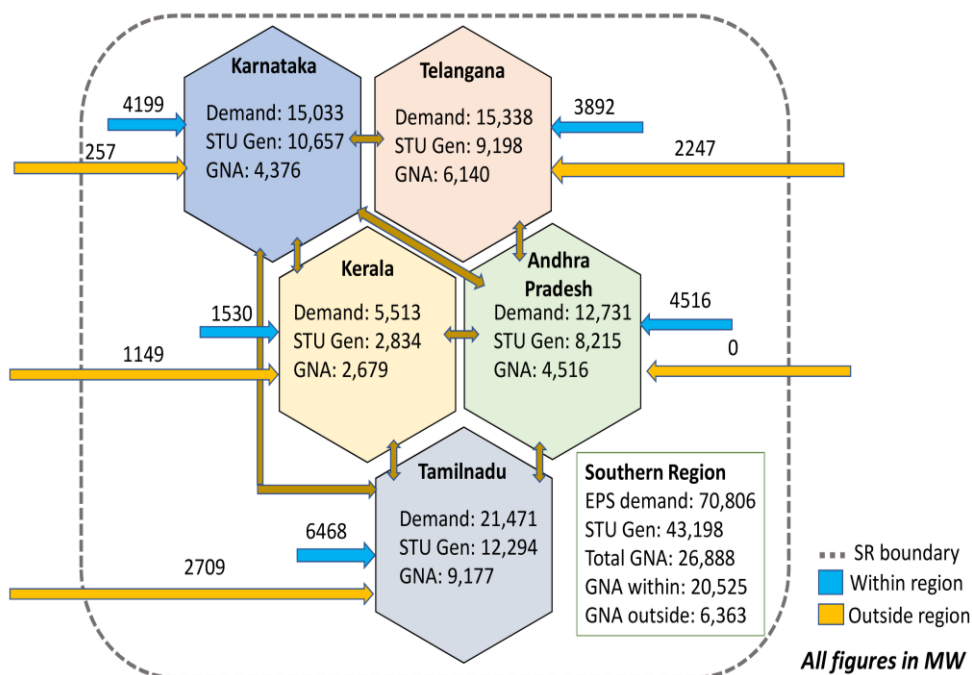 Karnataka
Demand: 15,033
STU Gen: 10,657
GNA: 4,376
4199
257
Telangana
Demand: 15,338
STU Gen: 9,198
GNA: 6,140
3892
2247
Kerala
Demand: 5,513
STU Gen: 2,834
GNA: 2,679
1530
1149
Andhra
Pradesh
Demand: 12,731
STU Gen: 8,215
GNA: 4,516
4516
0
Tamilnadu
Demand: 21,471
STU Gen: 12,294
GNA: 9,177
6468
2709
Southern Region
EPS demand: 70,806
STU Gen: 43,198
Total GNA: 26,888
GNA within: 20,525
GNA outside: 6,363
SR boundary
Within region
Outside region
All figures in MW